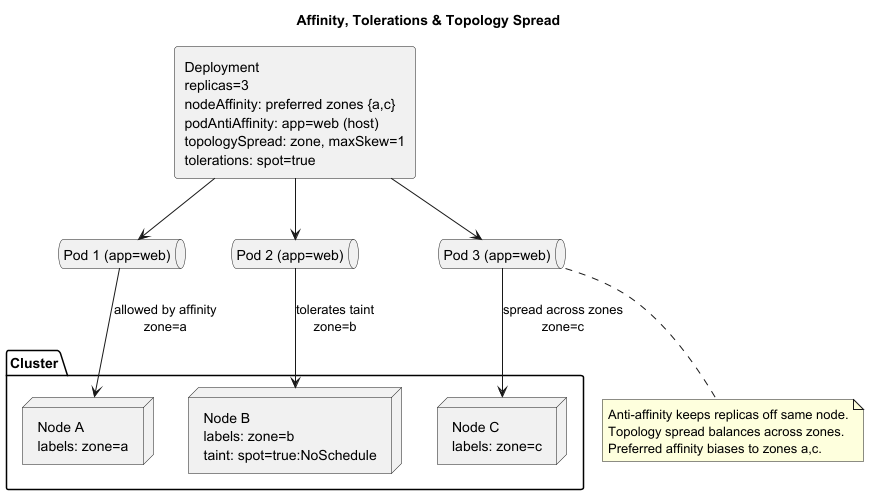 Affinity, Tolerations & Topology Spread
Deployment
replicas=3
nodeAffinity: preferred zones {a,c}
podAntiAffinity: app=web (host)
topologySpread: zone, maxSkew=1
tolerations: spot=true
Pod 1 (app=web)
Pod 2 (app=web)
Pod 3 (app=web)
allowed by affinity
zone=a
tolerates taint
zone=b
spread across zones
zone=c
Cluster
Node A
labels: zone=a
Node B
labels: zone=b
taint: spot=true:NoSchedule
Node C
labels: zone=c
Anti-affinity keeps replicas off same node.
Topology spread balances across zones.
Preferred affinity biases to zones a,c.